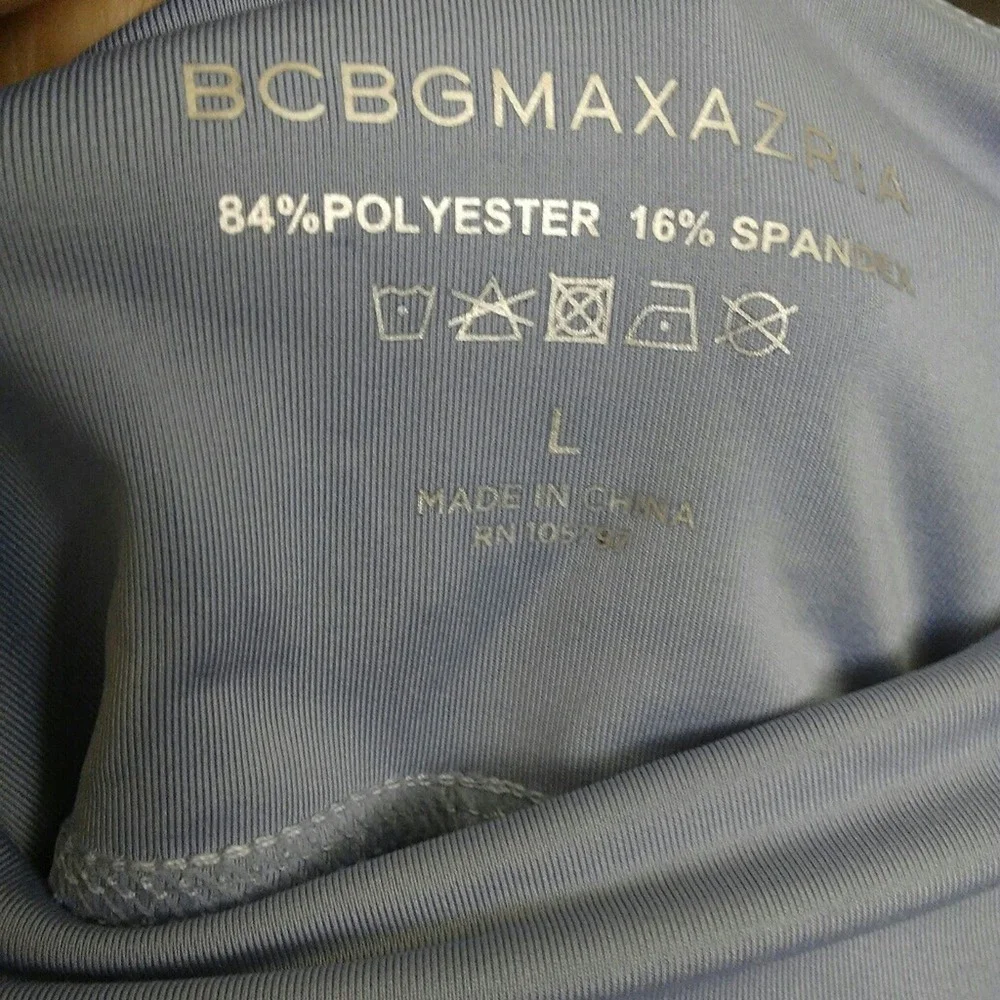 BCBGMAXAZRIA
84%POLYESTER 16% SPANDEX
L
MADE IN CHINA
RN